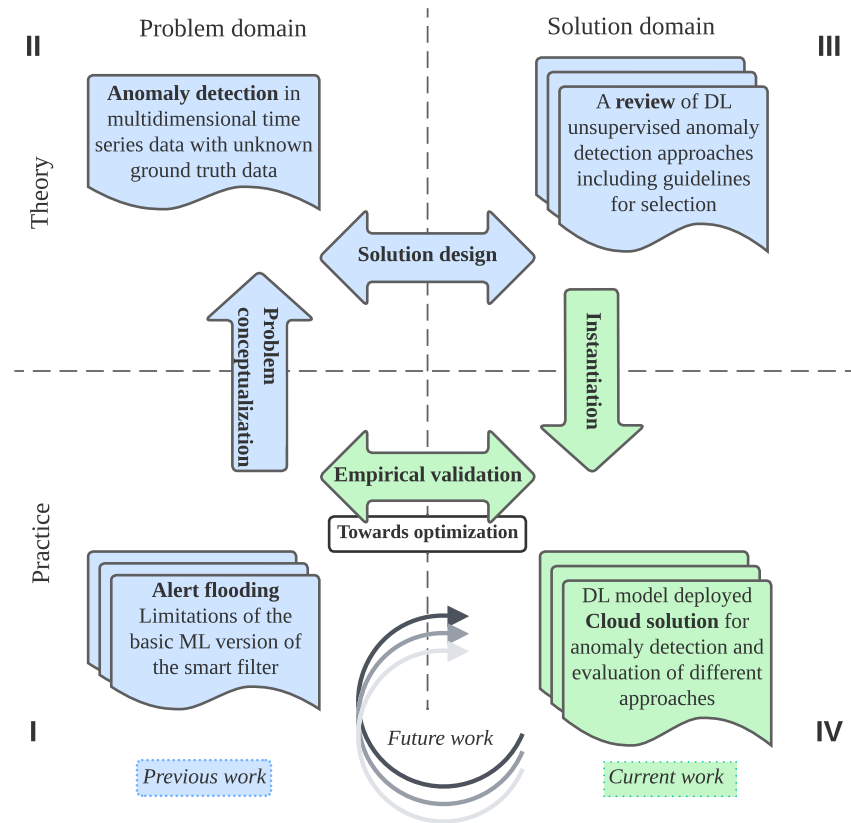 Problem domain
Solution domain
II
III
Theory
Anomaly detection in
multidimensional time
series data with unknown
ground truth data
A review of DL
unsupervised anomaly
detection approaches
including guidelines
for selection
Solution design
Problem
conceptualization
Instantiation
Practice
Empirical validation
Towards optimization
Alert flooding
Limitations of the
basic ML version of
the smart filter
DL model deployed
Cloud solution for
anomaly detection and
evaluation of different
approaches
I
Future work
IV
Previous work
Current work